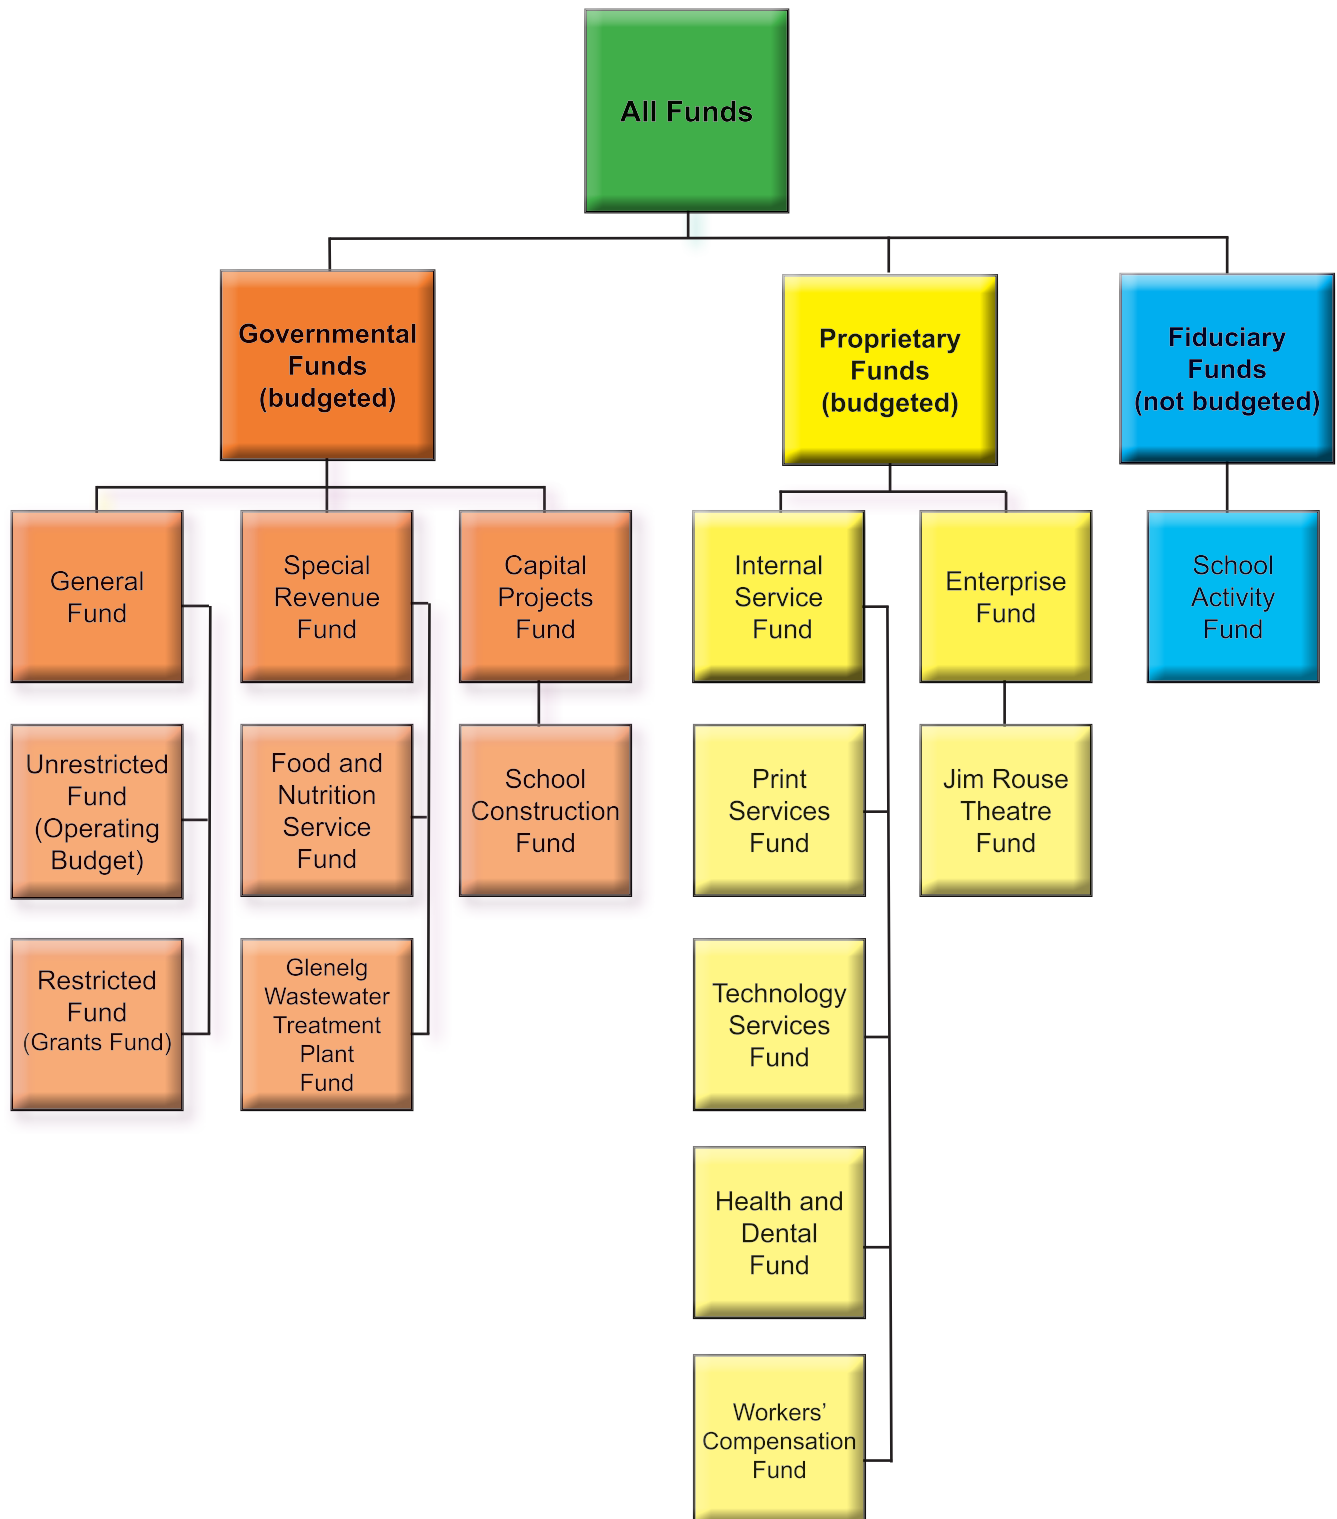 All Funds
Governmental
Funds
(budgeted)
Proprietary
Funds
(budgeted)
Fiduciary
Funds
(not budgeted)
General
Fund
Special
Revenue
Fund
Capital
Projects
Fund
Internal
Service
Fund
Enterprise
Fund
School
Activity
Fund
Unrestricted
Fund
(Operating
Budget)
Food and
Nutrition
Service
Fund
School
Construction
Fund
Print
Services
Fund
Jim Rouse
Theatre
Fund
Restricted
Fund
(Grants Fund)
Glenelg
Wastewater
Treatment
Plant
Fund
Technology
Services
Fund
Health and
Dental
Fund
Workers’
Compensation
Fund